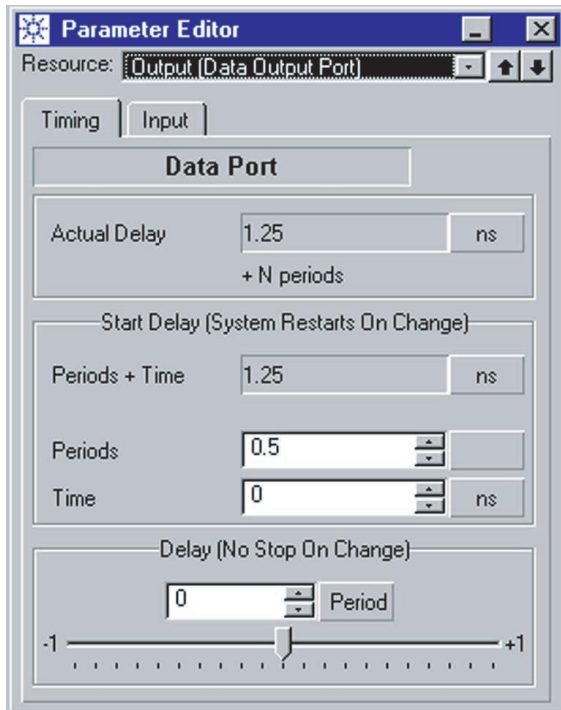 Parameter Editor
Resource: Output (Data Output Port)
Timing Input
Data Port
Actual Delay 1.25 ns
+ N periods
Start Delay (System Restarts On Change)
Periods + Time 1.25 ns
Periods 0.5
Time 0 ns
Delay (No Stop On Change)
0 Period
-1 +1